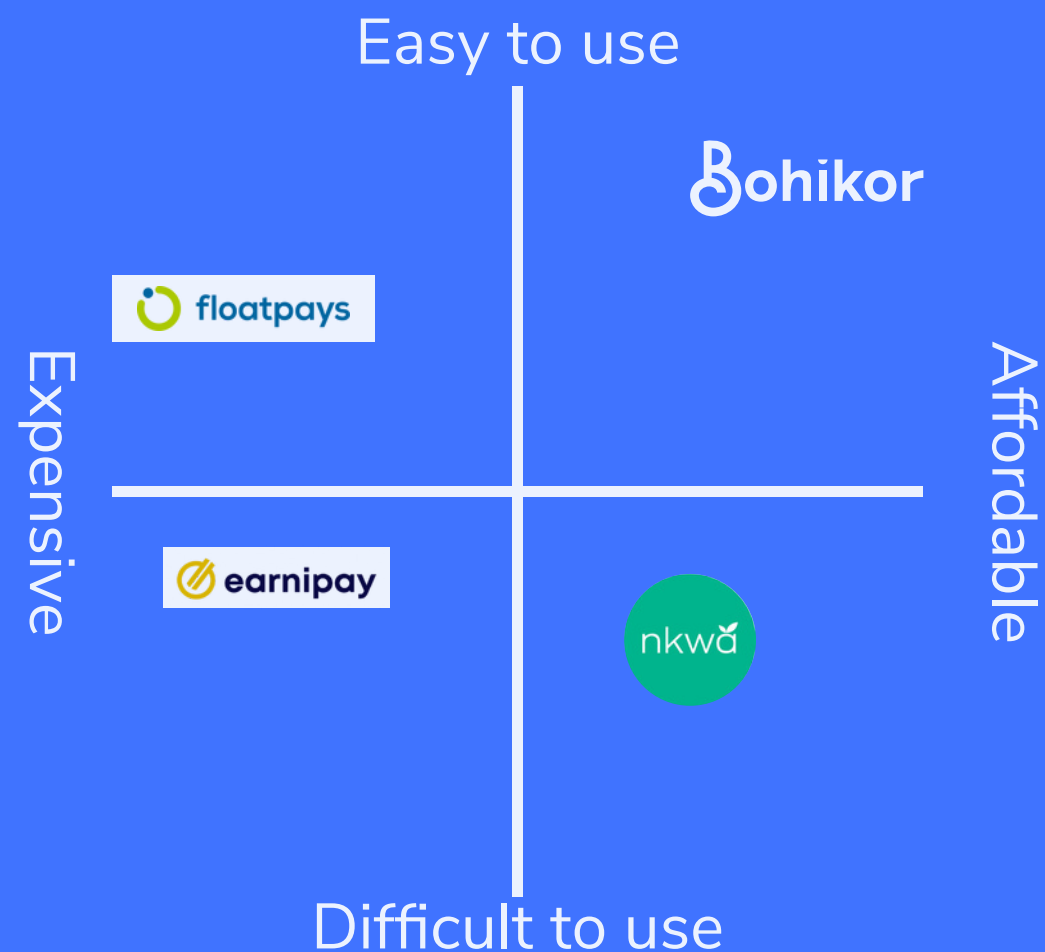 Easy to use
Bohikor
floatpays
Expensive
Affordable
earnipay
nkwa
Difficult to use